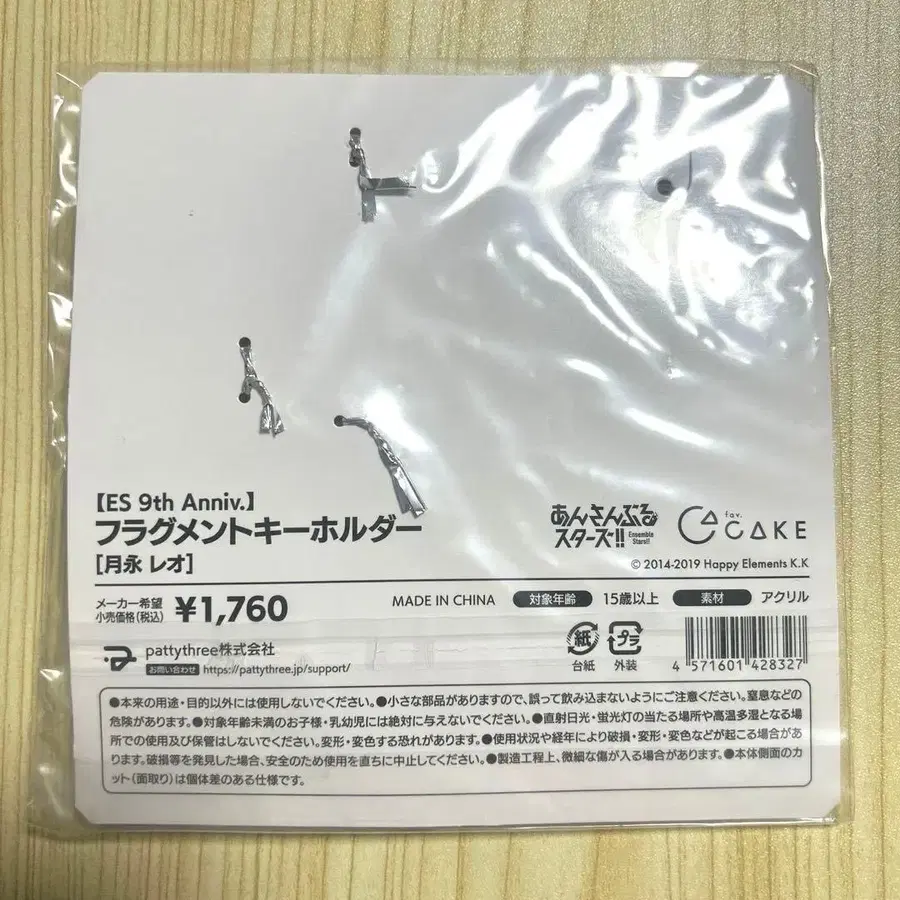 【ES 9th Anniv.】
フラグメントキーホルダー
[月永 レオ]
あんさんぶる
スターズ!!
Ensemble
Stars!!
fav.
CAKE
© 2014-2019 Happy Elements K.K
メーカー希望
小売価格(税込)
¥1,760
MADE IN CHINA
対象年齢
15歳以上
素材
アクリル
pattythree株式会社
お問い合わせ https://pattythree.jp/support/
紙
台紙
プラ
外装
4 571601 428327
●本来の用途・目的以外には使用しないでください。●小さな部品がありますので、誤って飲み込まないようにご注意ください。窒息などの
危険があります。●対象年齢未満のお子様・乳幼児には絶対に与えないでください。●直射日光・蛍光灯の当たる場所や高温多湿となる場
所での使用及び保管はしないでください。変形・変色する恐れがあります。●使用状況や経年により破損・変形・変色などが起こる場合があ
ります。破損等を発見した場合、安全のため使用を直ちに中止してください。●製造工程上、微細な傷が入る場合があります。●本体側面のカ
ット(面取り)は個体差のある仕様です。